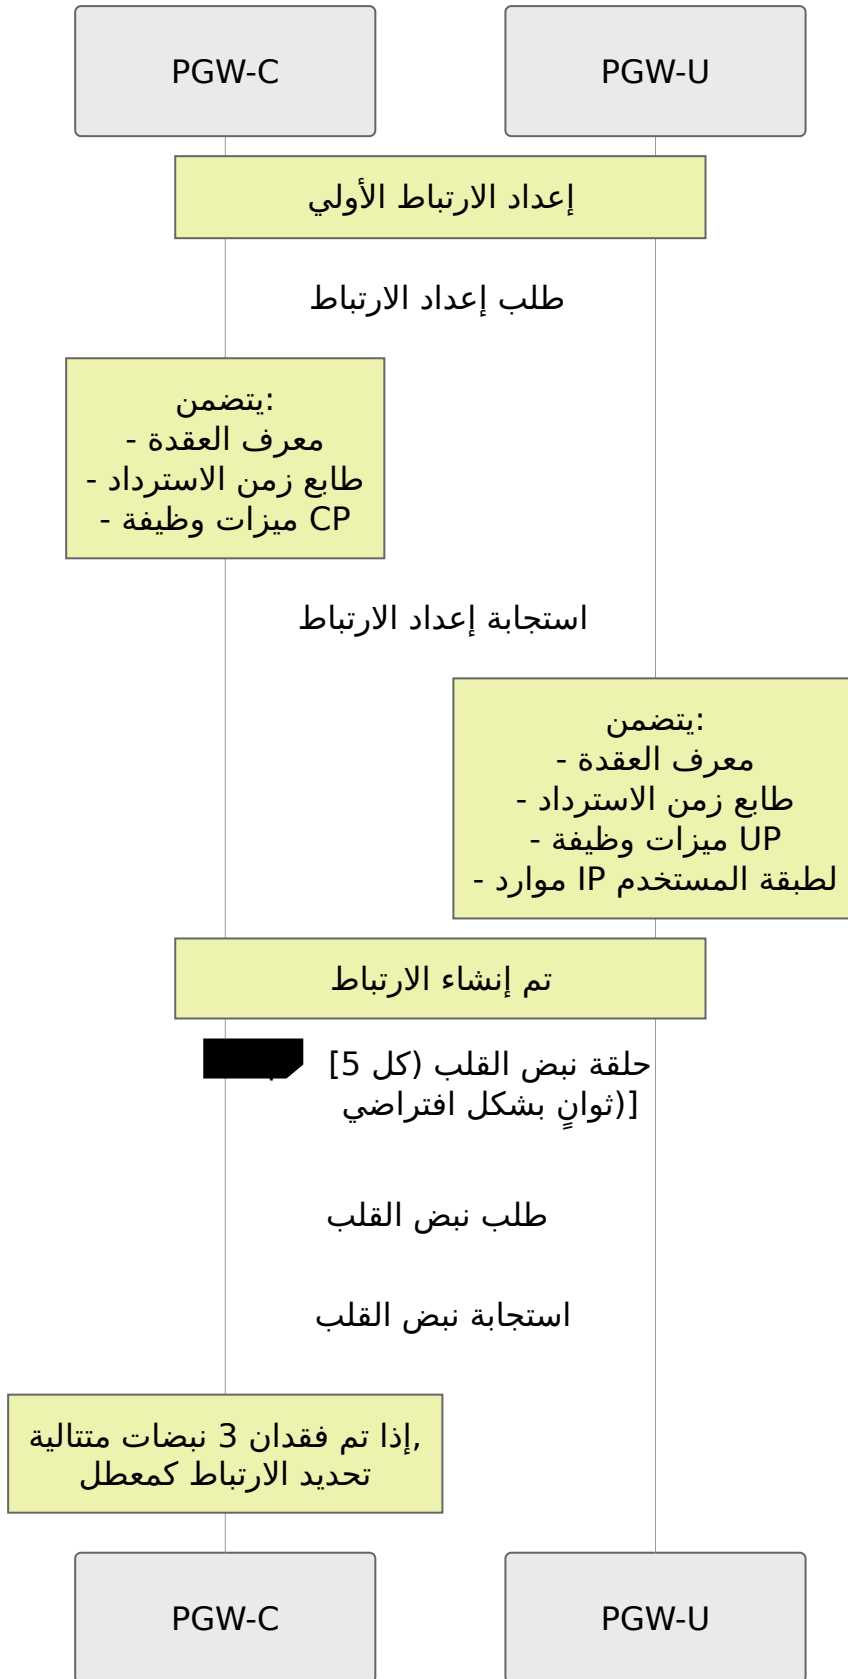 PGW-C
PGW-U
إعداد الارتباط الأولي
طلب إعداد الارتباط
يتضمن:
- معرف العقدة
- طابع زمن الاسترداد
- ميزات وظيفة CP
استجابة إعداد الارتباط
يتضمن:
- معرف العقدة
- طابع زمن الاسترداد
- ميزات وظيفة UP
- موارد IP لطبقة المستخدم
تم إنشاء الارتباط
[حلقة نبض القلب (كل 5
ثوانٍ بشكل افتراضي)]
طلب نبض القلب
استجابة نبض القلب
إذا تم فقدان 3 نبضات متتالية,
تحديد الارتباط كمعطل
PGW-C
PGW-U